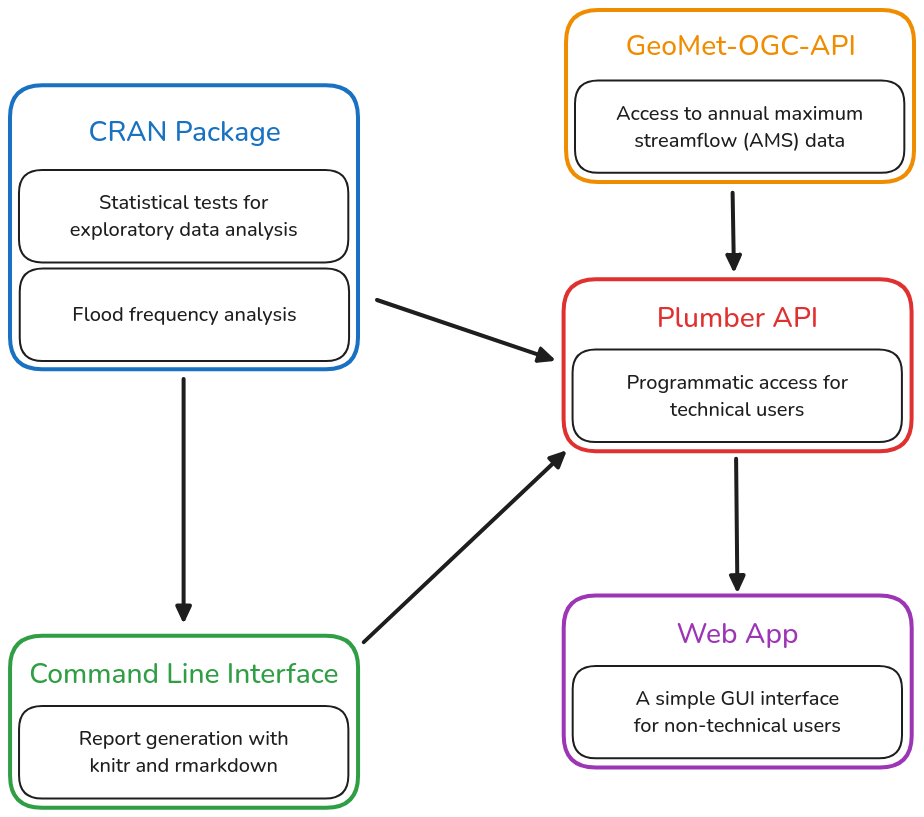 GeoMet-OGC-API
Access to annual maximum
streamflow (AMS) data
CRAN Package
Statistical tests for
exploratory data analysis
Flood frequency analysis
Plumber API
Programmatic access for
technical users
Command Line Interface
Report generation with
knitr and rmarkdown
Web App
A simple GUI interface
for non-technical users